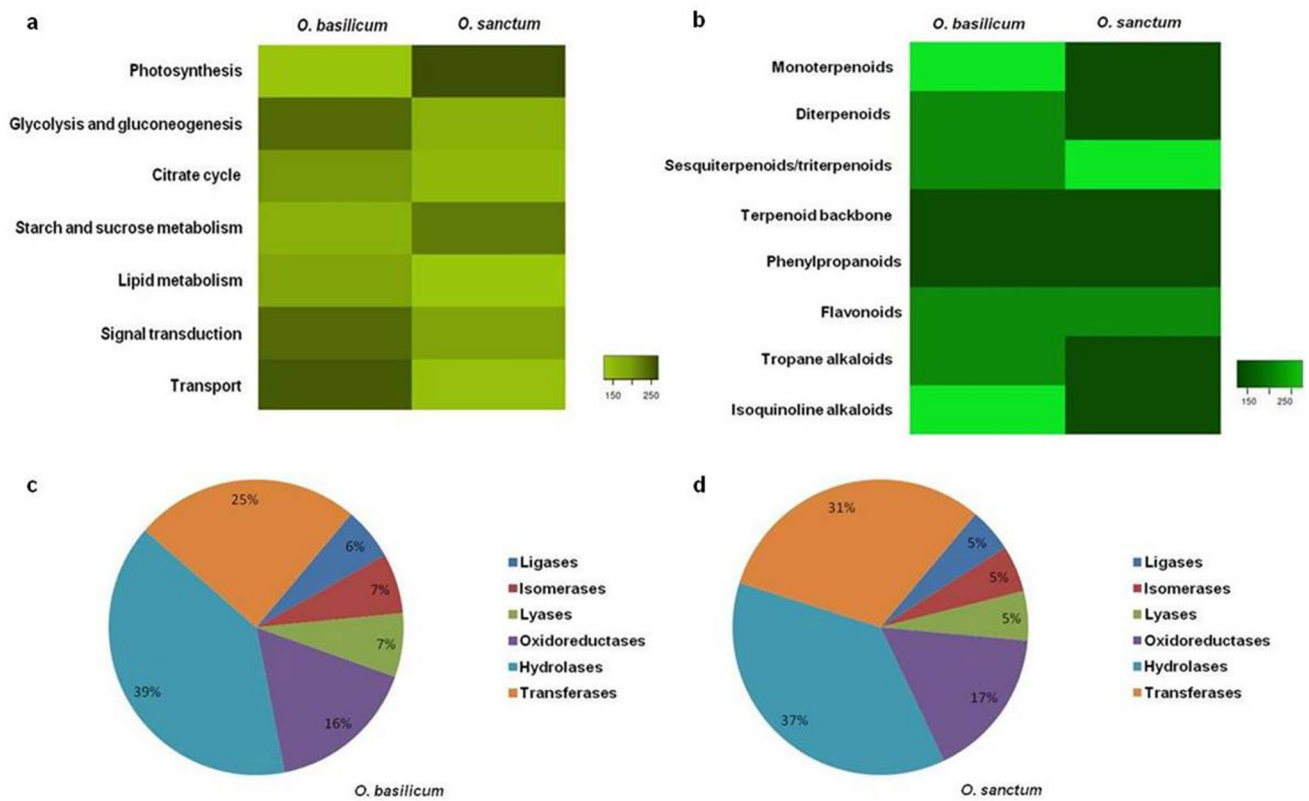 a
O. basilicum O. sanctum
Photosynthesis
Glycolysis and gluconeogenesis
Citrate cycle
Starch and sucrose metabolism
Lipid metabolism
Signal transduction
Transport
150 250
b
O. basilicum O. sanctum
Monoterpenoids
Diterpenoids
Sesquiterpenoids/triterpenoids
Terpenoid backbone
Phenylpropanoids
Flavonoids
Tropane alkaloids
Isoquinoline alkaloids
150 250
c
25%
6%
7%
7%
16%
39%
Ligases
Isomerases
Lyases
Oxidoreductases
Hydrolases
Transferases
O. basilicum
d
31%
5%
5%
5%
17%
37%
Ligases
Isomerases
Lyases
Oxidoreductases
Hydrolases
Transferases
O. sanctum